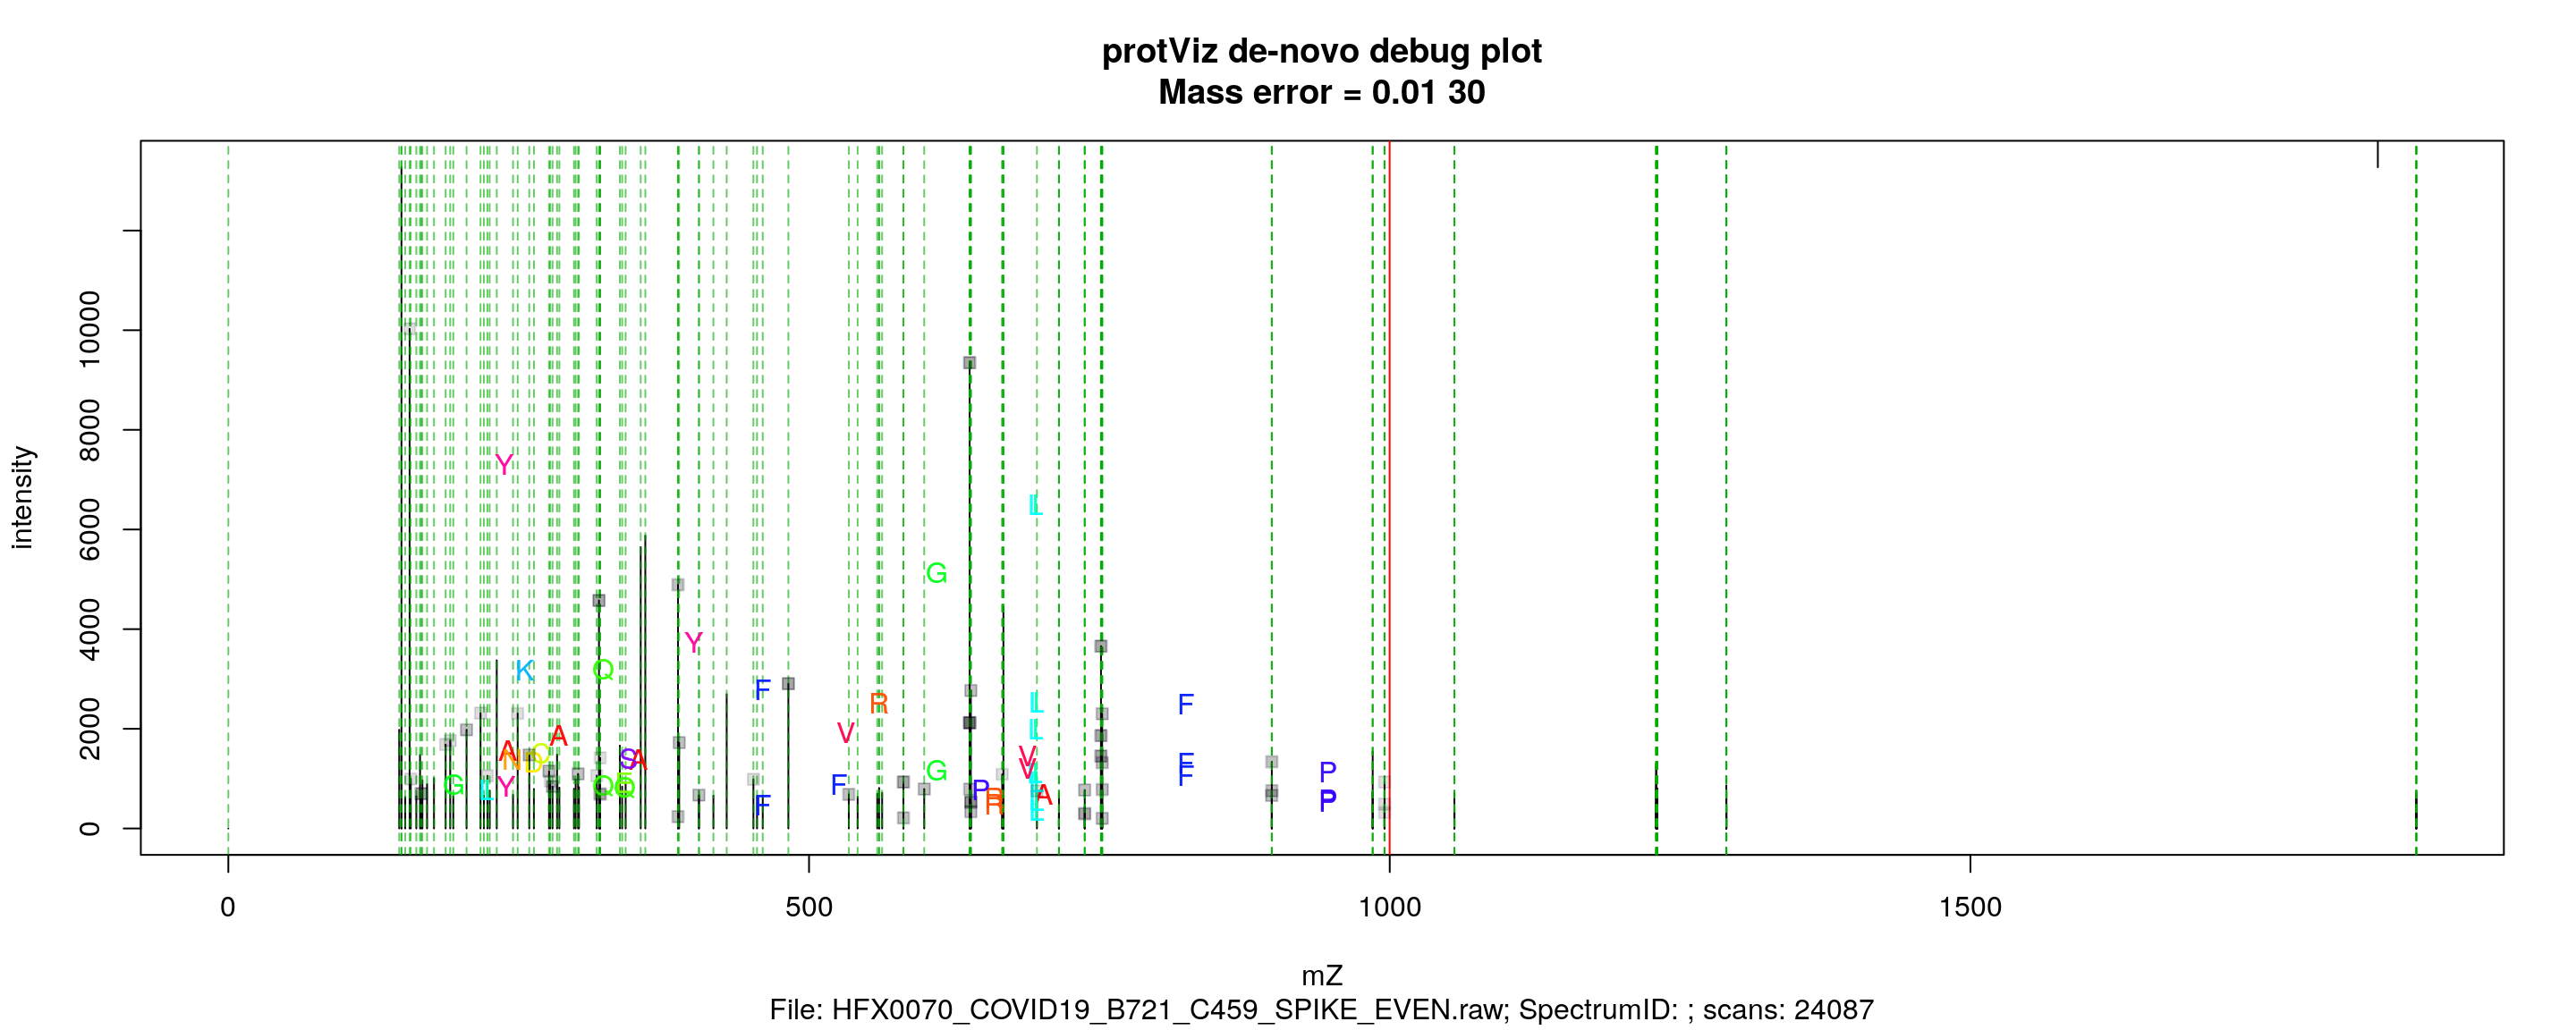 protViz de-novo debug plot
Mass error = 0.01 30
intensity
0 2000 4000 6000 8000 10000
Y
L
G
Y
K Q
F F
L
R
V L
A A
V
S A
N D O
V F
P
F
G
P
G Y L Q Q F P R A P
F R L
F L
0 500 1000 1500
mZ
File: HFX0070_COVID19_B721_C459_SPIKE_EVEN.raw; SpectrumID: ; scans: 24087